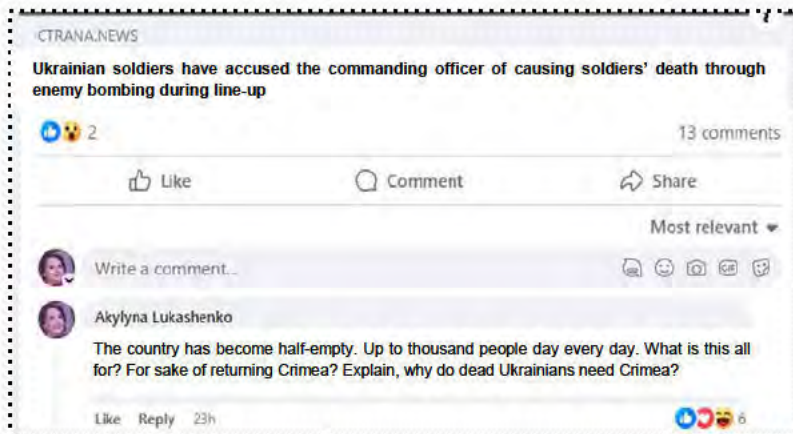 CTRANA.NEWS
Ukrainian soldiers have accused the commanding officer of causing soldiers' death through
enemy bombing during line-up
2
13 comments
Like
Comment
Share
Most relevant
Write a comment...
GIF
Akylyna Lukashenko
The country has become half-empty. Up to thousand people day every day. What is this all
for? For sake of returning Crimea? Explain, why do dead Ukrainians need Crimea?
Like Reply 23h
6